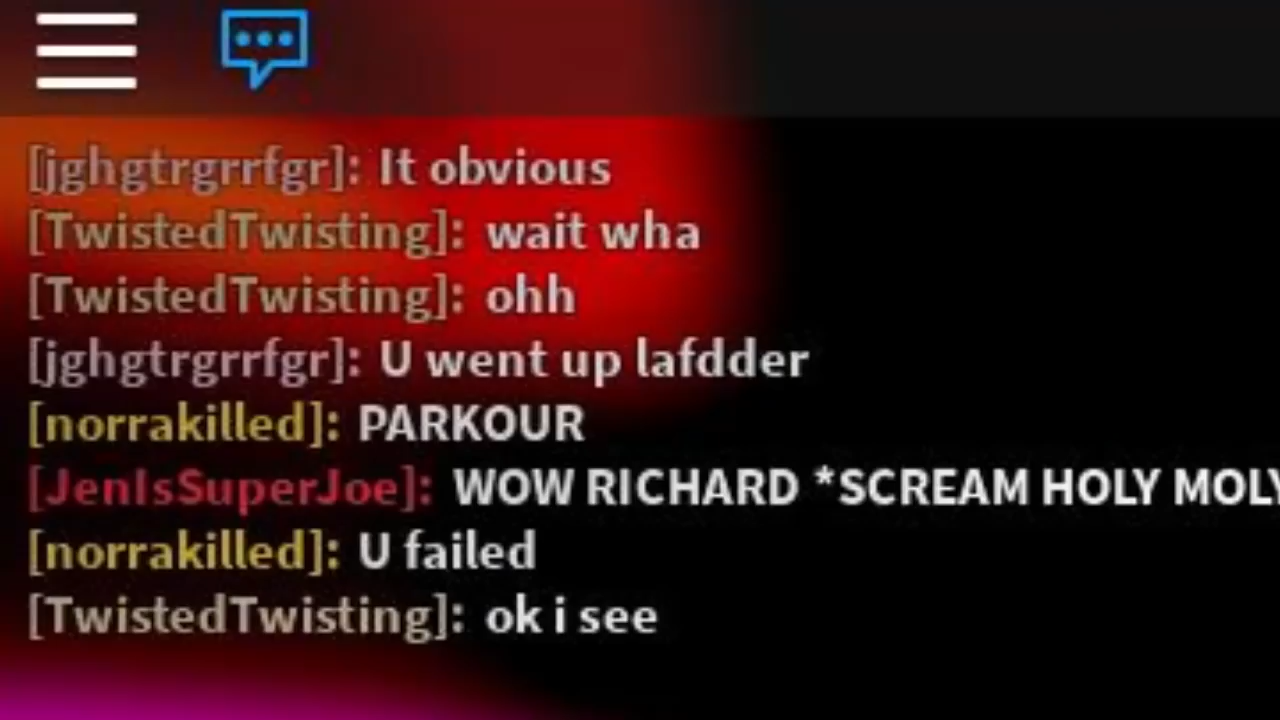 [jghgtrgrrfgr]: It obvious
[TwistedTwisting]: wait wha
[TwistedTwisting]: ohh
[jghgtrgrrfgr]: U went up lafdder
[norrakilled]: PARKOUR
[JenIsSuperJoe]: WOW RICHARD *SCREAM HOLY MOLY
[norrakilled]: U failed
[TwistedTwisting]: ok i see